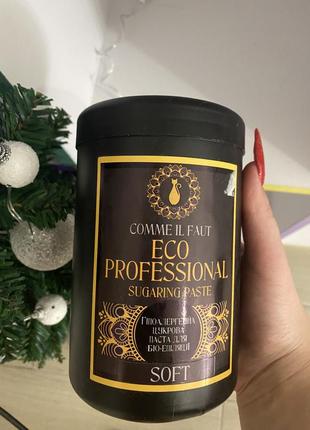 COMME IL FAUT
ECO
PROFESSIONAL
SUGARING PASTE
ГІПОАЛЕРГЕННА
ЦУКРОВА
ПАСТА ДЛЯ
БІО-ЕПІЛЯЦІЇ
SOFT